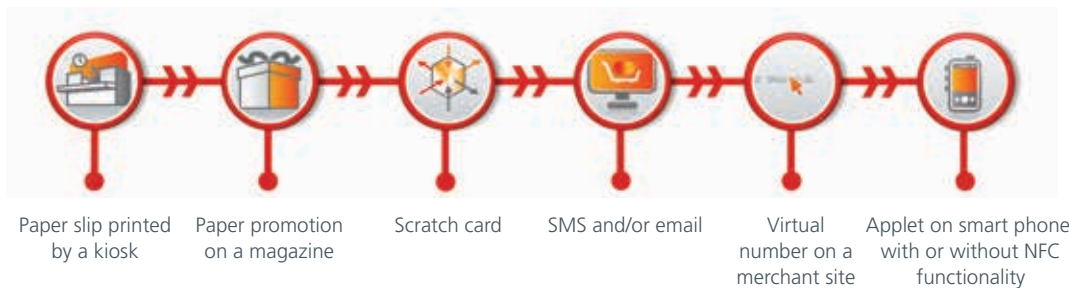 Paper slip printed
by a kiosk
Paper promotion
on a magazine
Scratch card
SMS and/or email
Virtual
number on a
merchant site
Applet on smart phone
with or without NFC
functionality